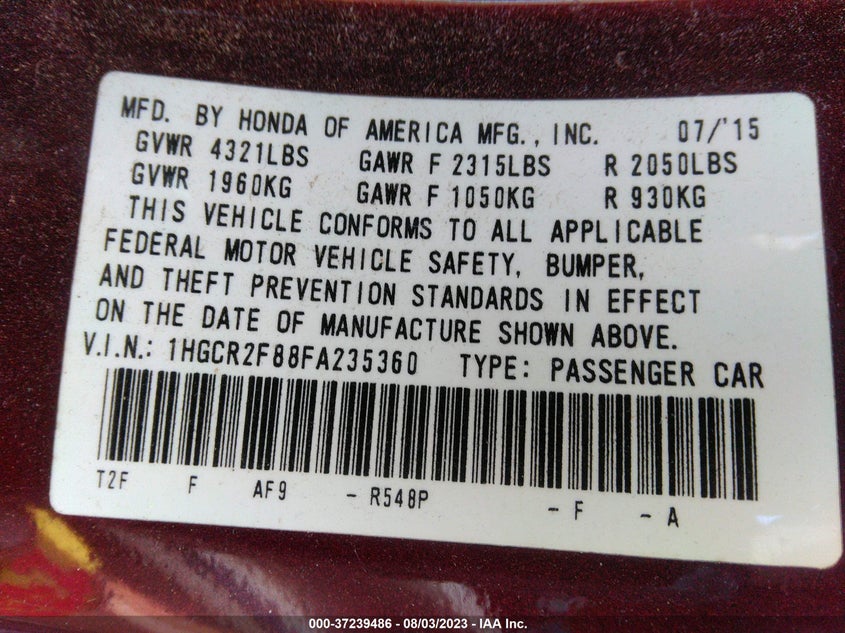 MFD. BY HONDA OF AMERICA MFG., INC. 07/'15
GVWR 4321LBS GAWR F 2315LBS R 2050LBS
GVWR 1960KG GAWR F 1050KG R 930KG
THIS VEHICLE CONFORMS TO ALL APPLICABLE
FEDERAL MOTOR VEHICLE SAFETY, BUMPER,
AND THEFT PREVENTION STANDARDS IN EFFECT
ON THE DATE OF MANUFACTURE SHOWN ABOVE.
V.I.N.: 1HGCR2F88FA235360 TYPE: PASSENGER CAR
T2F F AF9 - R548P - F - A
000-37239486 - 08/03/2023 - IAA Inc.